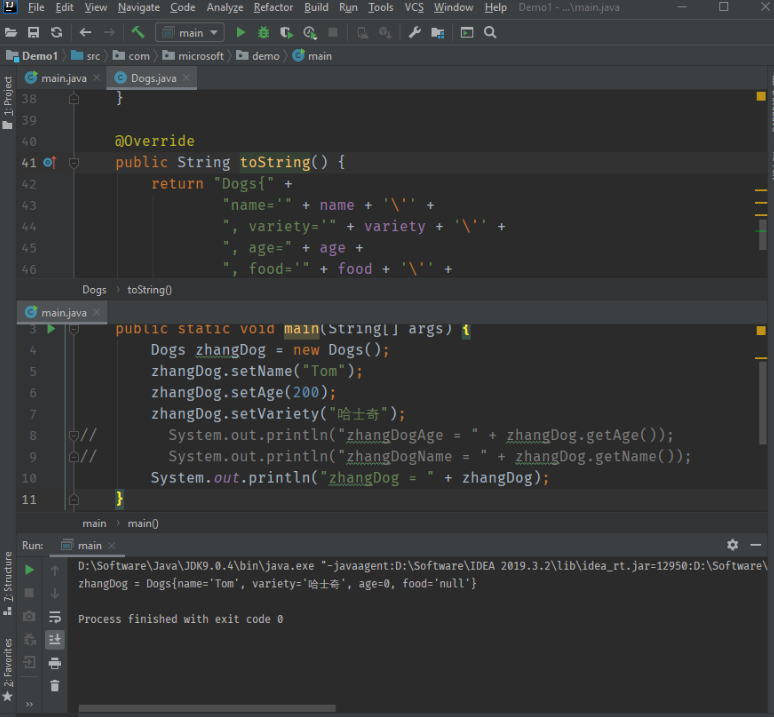 File Edit View Navigate Code Analyze Refactor Build Run Tools VCS Window Help Demo1 - ...\main.java
main
Demo1 src com microsoft demo main
1: Project
main.java Dogs.java
38 }
39
40 @Override
41 public String toString() {
42 return "Dogs{" +
43 "name='" + name + '\'' +
44 ", variety='" + variety + '\'' +
45 ", age=" + age +
46 ", food='" + food + '\'' +
Dogs toString()
main.java
3 public static void main(String[] args) {
4 Dogs zhangDog = new Dogs();
5 zhangDog.setName("Tom");
6 zhangDog.setAge(200);
7 zhangDog.setVariety("哈士奇");
8 // System.out.println("zhangDogAge = " + zhangDog.getAge());
9 // System.out.println("zhangDogName = " + zhangDog.getName());
10 System.out.println("zhangDog = " + zhangDog);
11 }
main main()
Run: main
D:\Software\Java\JDK9.0.4\bin\java.exe "-javaagent:D:\Software\IDEA 2019.3.2\lib\idea_rt.jar=12950:D:\Software\
zhangDog = Dogs{name='Tom', variety='哈士奇', age=0, food='null'}
Process finished with exit code 0
7: Structure
2: Favorites